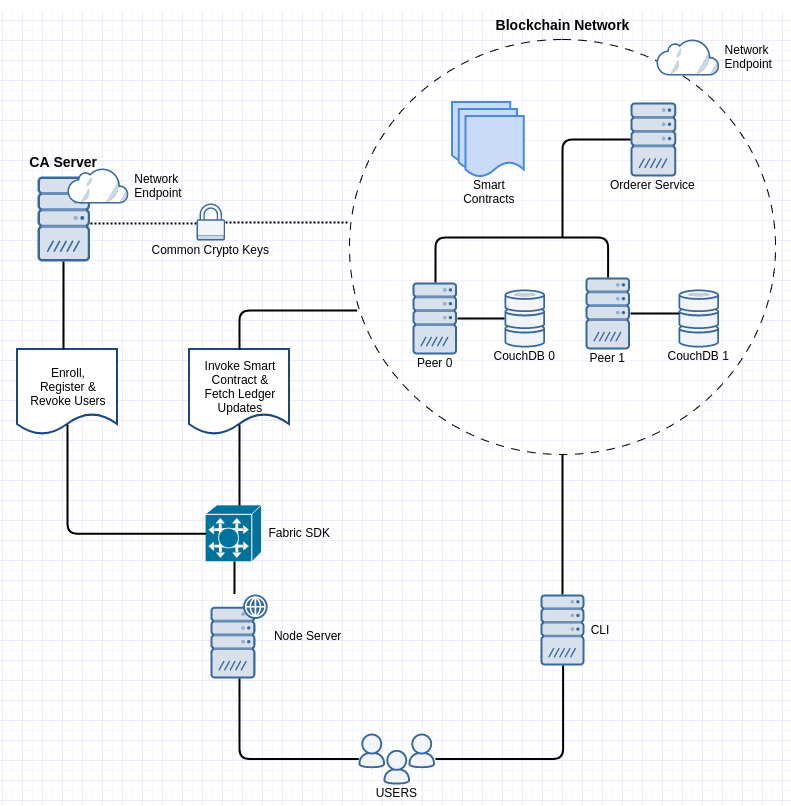 Blockchain Network
Network
Endpoint
Smart
Contracts
Orderer Service
CA Server
Network
Endpoint
Common Crypto Keys
Peer 0
CouchDB 0
Peer 1
CouchDB 1
Enroll,
Register &
Revoke Users
Invoke Smart
Contract &
Fetch Ledger
Updates
Fabric SDK
Node Server
CLI
USERS